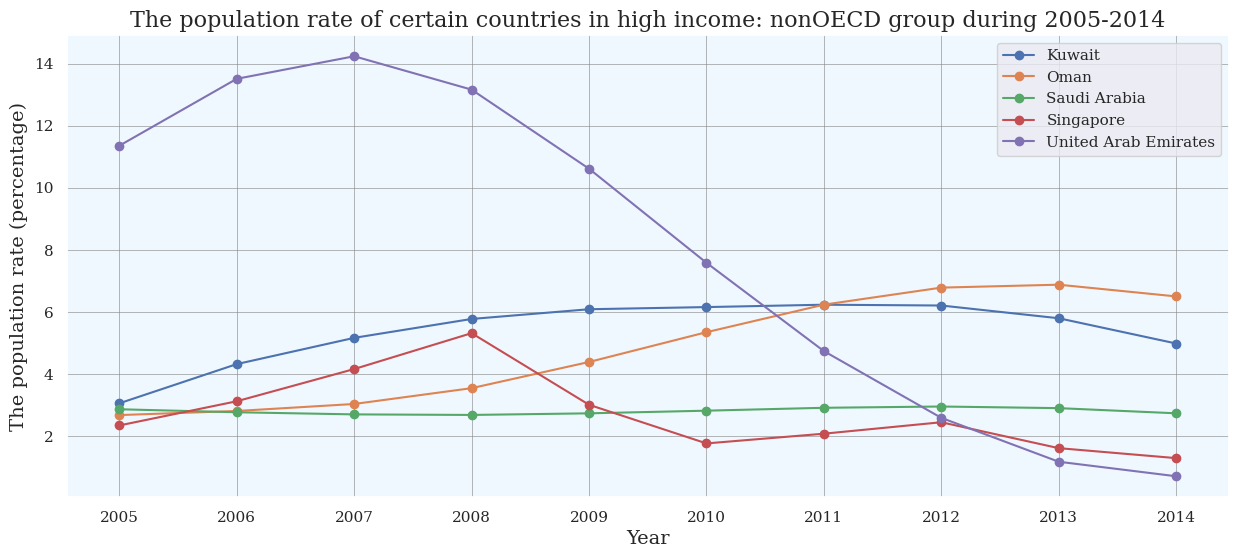 The population rate of certain countries in high income: nonOECD group during 2005-2014
Kuwait
Oman
Saudi Arabia
Singapore
United Arab Emirates
The population rate (percentage)
14
12
10
8
6
4
2
2005 2006 2007 2008 2009 2010 2011 2012 2013 2014
Year